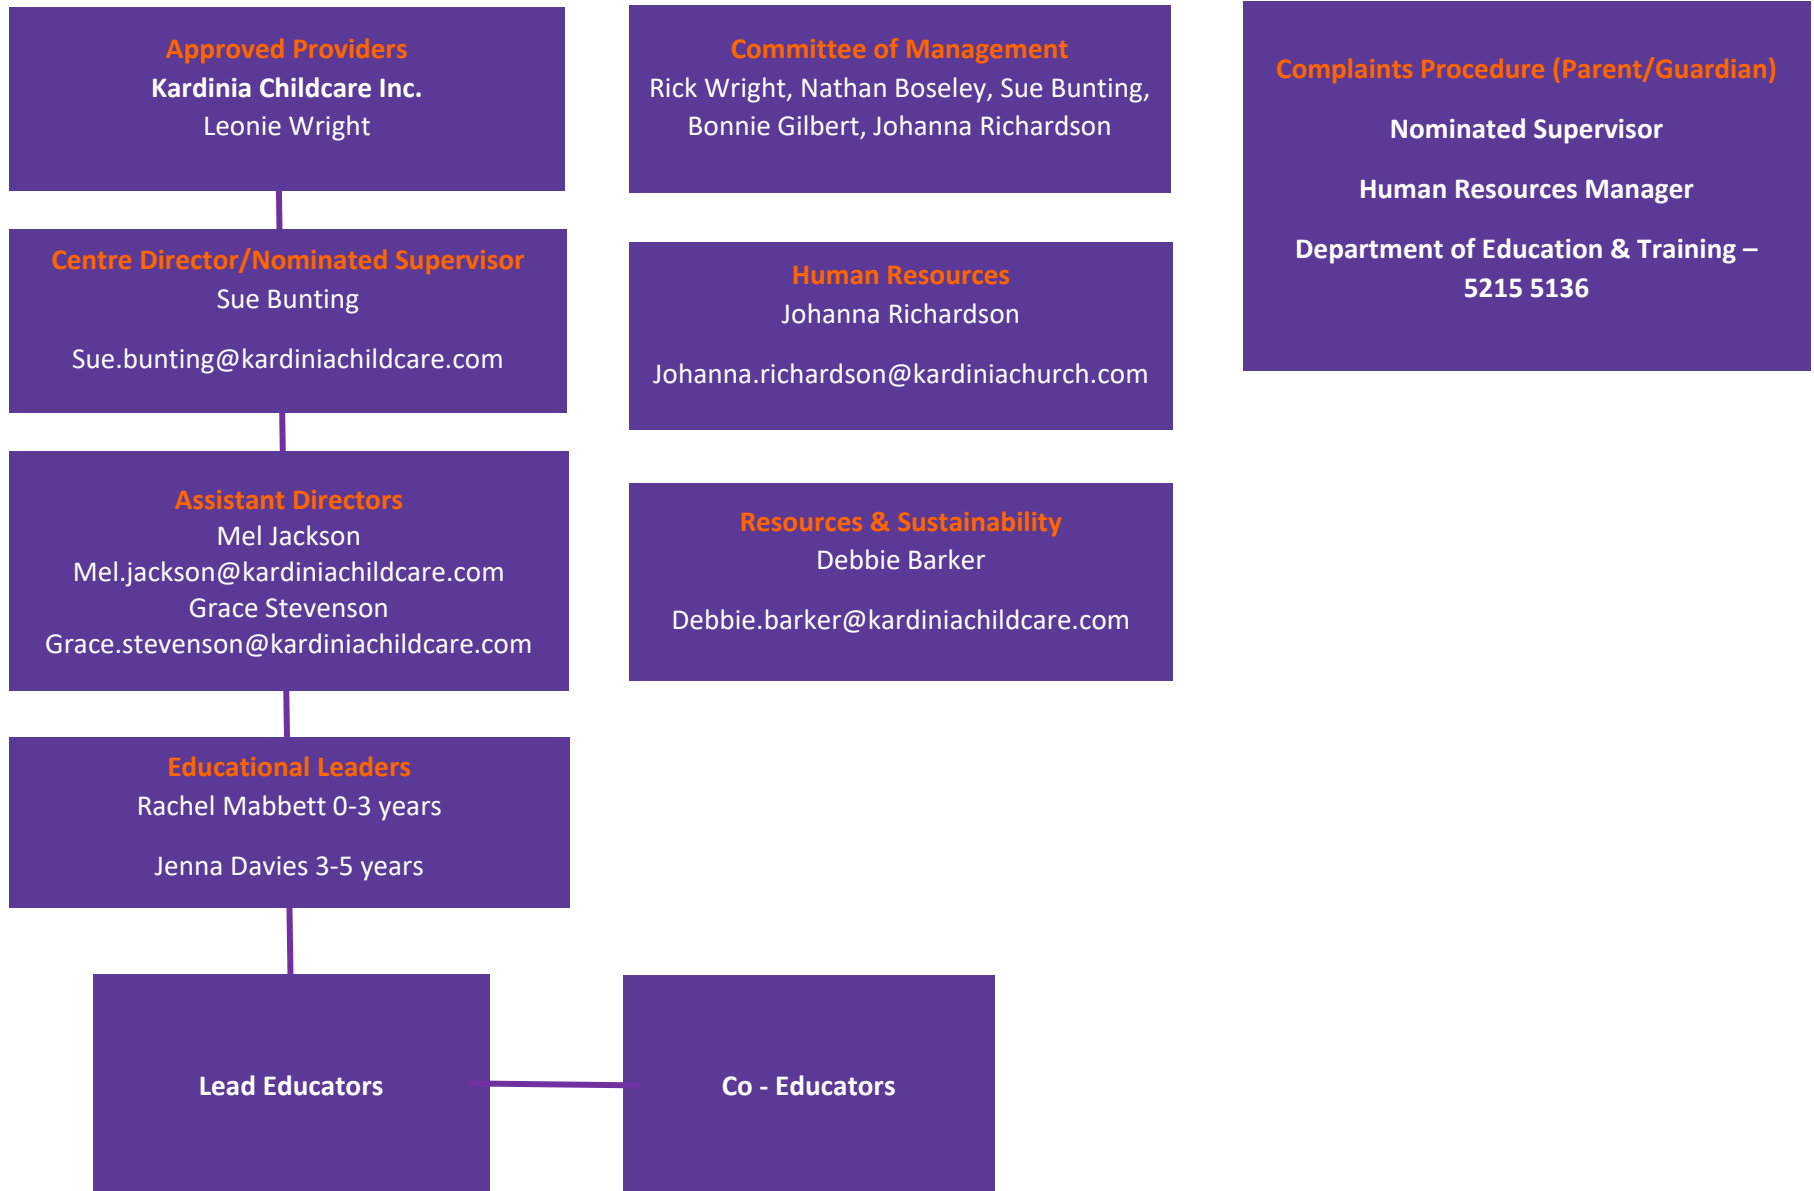 Approved Providers
Kardinia Childcare Inc.
Leonie Wright
Committee of Management
Rick Wright, Nathan Boseley, Sue Bunting,
Bonnie Gilbert, Johanna Richardson
Complaints Procedure (Parent/Guardian)
Nominated Supervisor
Human Resources Manager
Department of Education & Training –
5215 5136
Centre Director/Nominated Supervisor
Sue Bunting
Sue.bunting@kardiniachildcare.com
Human Resources
Johanna Richardson
Johanna.richardson@kardiniachurch.com
Assistant Directors
Mel Jackson
Mel.jackson@kardiniachildcare.com
Grace Stevenson
Grace.stevenson@kardiniachildcare.com
Resources & Sustainability
Debbie Barker
Debbie.barker@kardiniachildcare.com
Educational Leaders
Rachel Mabbett 0-3 years
Jenna Davies 3-5 years
Lead Educators
Co - Educators